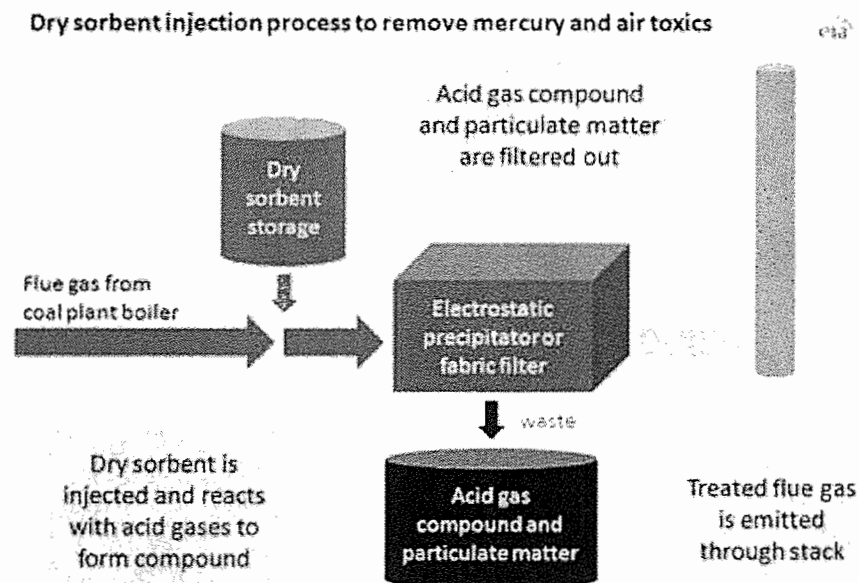 Dry sorbent injection process to remove mercury and air toxics
eia
Acid gas compound
and particulate matter
are filtered out
Dry
sorbent
storage
Flue gas from
coal plant boiler
Electrostatic
precipitator or
fabric filter
waste
Dry sorbent is
injected and reacts
with acid gases to
form compound
Acid gas
compound and
particulate matter
Treated flue gas
is emitted
through stack